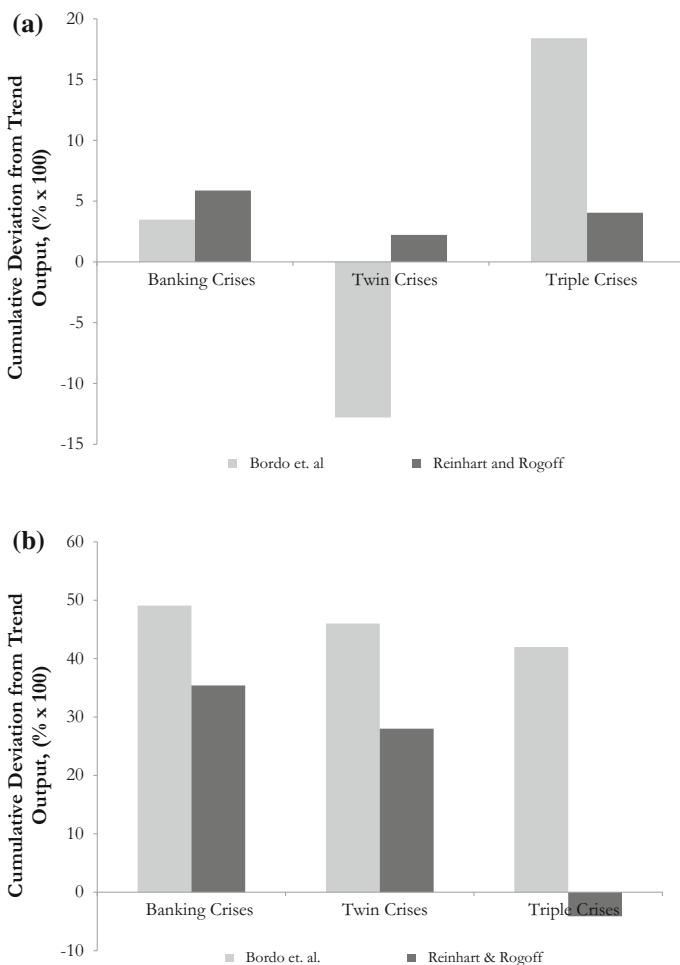 (a)
Cumulative Deviation from Trend
Output, (% x 100)
20
15
10
5
0
-5
-10
-15
Banking Crises
Twin Crises
Triple Crises
Bordo et. al
Reinhart and Rogoff
(b)
Cumulative Deviation from Trend
Output, (% x 100)
60
50
40
30
20
10
0
-10
Banking Crises
Twin Crises
Triple Crises
Bordo et. al.
Reinhart & Rogoff